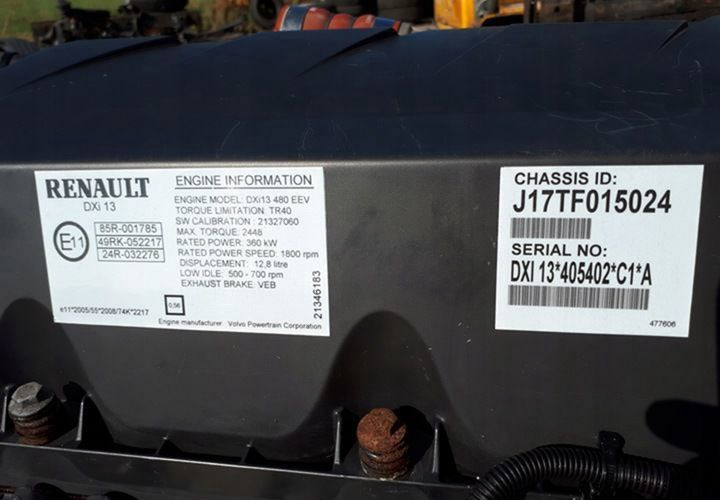 RENAULT
DXi 13
E11
85R-001785
49RK-052217
24R-032276
0,56
e11*2005/55*2008/74K*2217
ENGINE INFORMATION
ENGINE MODEL: DXi13 480 EEV
TORQUE LIMITATION: TR40
SW CALIBRATION : 21327060
MAX. TORQUE: 2448
RATED POWER: 360 kW
RATED POWER SPEED: 1800 rpm
DISPLACEMENT: 12,8 litre
LOW IDLE: 500 - 700 rpm
EXHAUST BRAKE: VEB
Engine manufacturer: Volvo Powertrain Corporation
21346183
CHASSIS ID:
J17TF015024
SERIAL NO:
DXI 13*405402*C1*A
477606